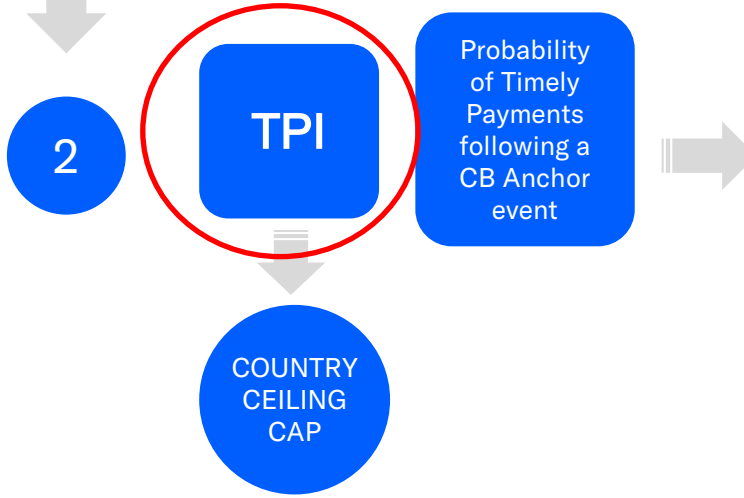 2
TPI
Probability
of Timely
Payments
following a
CB Anchor
event
COUNTRY
CEILING
CAP